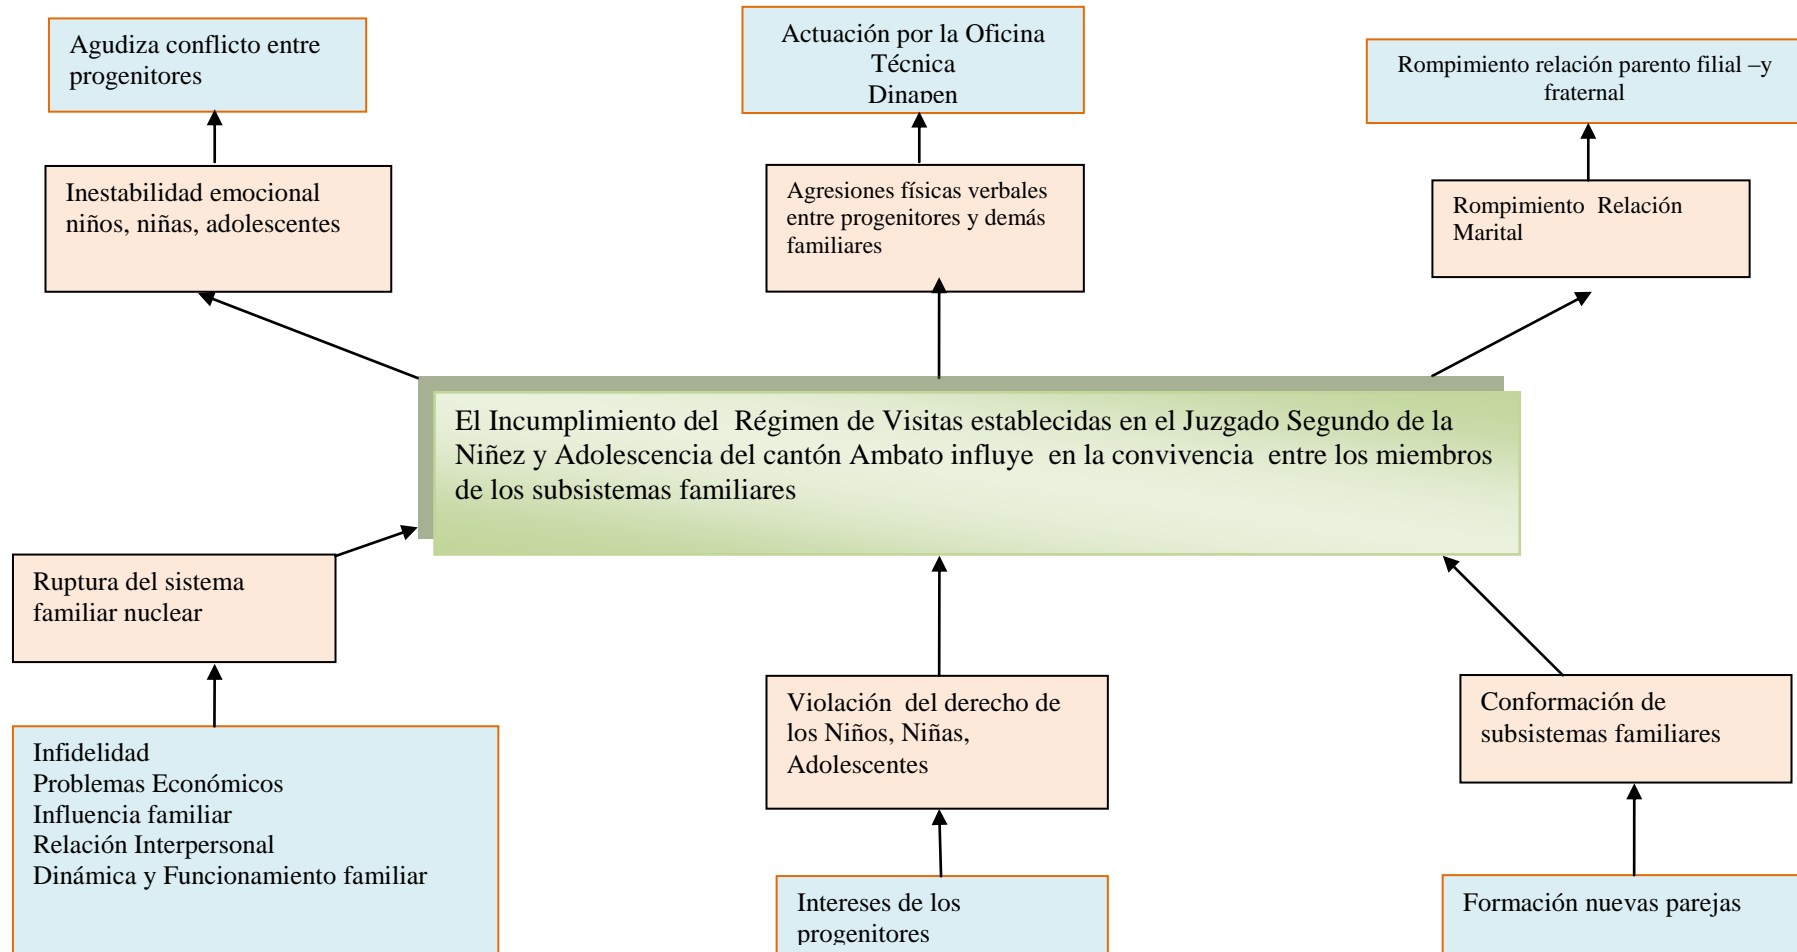 Agudiza conflicto entre
progenitores
Actuación por la Oficina
Técnica
Dinapen
Rompimiento relación parento filial –y
fraternal
Inestabilidad emocional
niños, niñas, adolescentes
Agresiones físicas verbales
entre progenitores y demás
familiares
Rompimiento Relación
Marital
El Incumplimiento del Régimen de Visitas establecidas en el Juzgado Segundo de la
Niñez y Adolescencia del cantón Ambato influye en la convivencia entre los miembros
de los subsistemas familiares
Ruptura del sistema
familiar nuclear
Violación del derecho de
los Niños, Niñas,
Adolescentes
Conformación de
subsistemas familiares
Infidelidad
Problemas Económicos
Influencia familiar
Relación Interpersonal
Dinámica y Funcionamiento familiar
Intereses de los
progenitores
Formación nuevas parejas